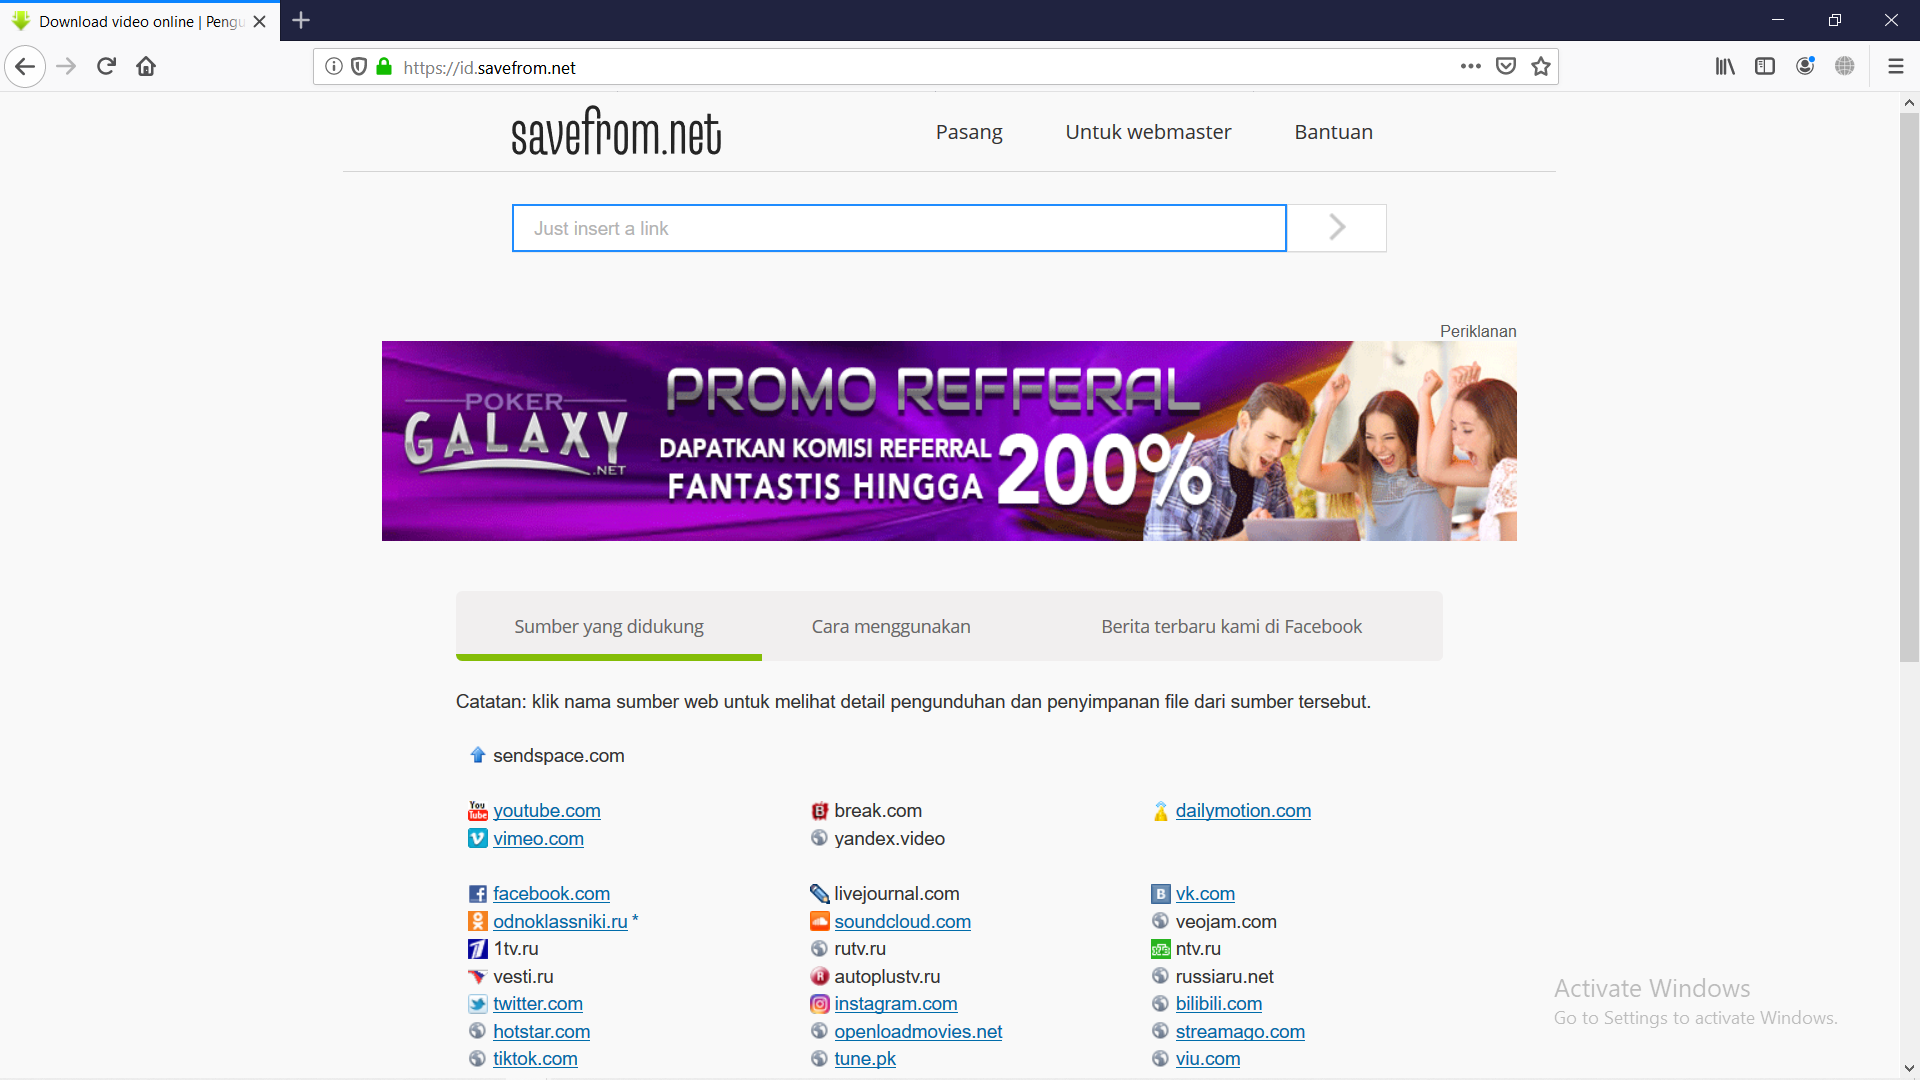 Download video online | Pengu
https://id.savefrom.net
savefrom.net
Pasang
Untuk webmaster
Bantuan
Just insert a link
Periklanan
POKER
GALAXY
.NET
PROMO REFFERAL
DAPATKAN KOMISI REFERRAL
FANTASTIS HINGGA
200%
Sumber yang didukung
Cara menggunakan
Berita terbaru kami di Facebook
Catatan: klik nama sumber web untuk melihat detail pengunduhan dan penyimpanan file dari sumber tersebut.
sendspace.com
You
Tube
youtube.com
break.com
dailymotion.com
vimeo.com
yandex.video
facebook.com
livejournal.com
vk.com
odnoklassniki.ru *
soundcloud.com
veojam.com
1tv.ru
rutv.ru
ntv.ru
vesti.ru
autoplustv.ru
russiaru.net
twitter.com
instagram.com
bilibili.com
hotstar.com
openloadmovies.net
streamago.com
tiktok.com
tune.pk
viu.com
Activate Windows
Go to Settings to activate Windows.